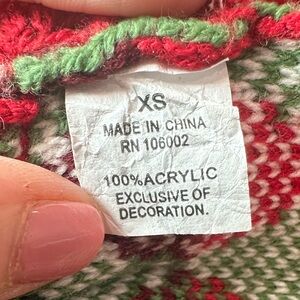 XS
MADE IN CHINA
RN 106002
100%ACRYLIC
EXCLUSIVE OF
DECORATION.